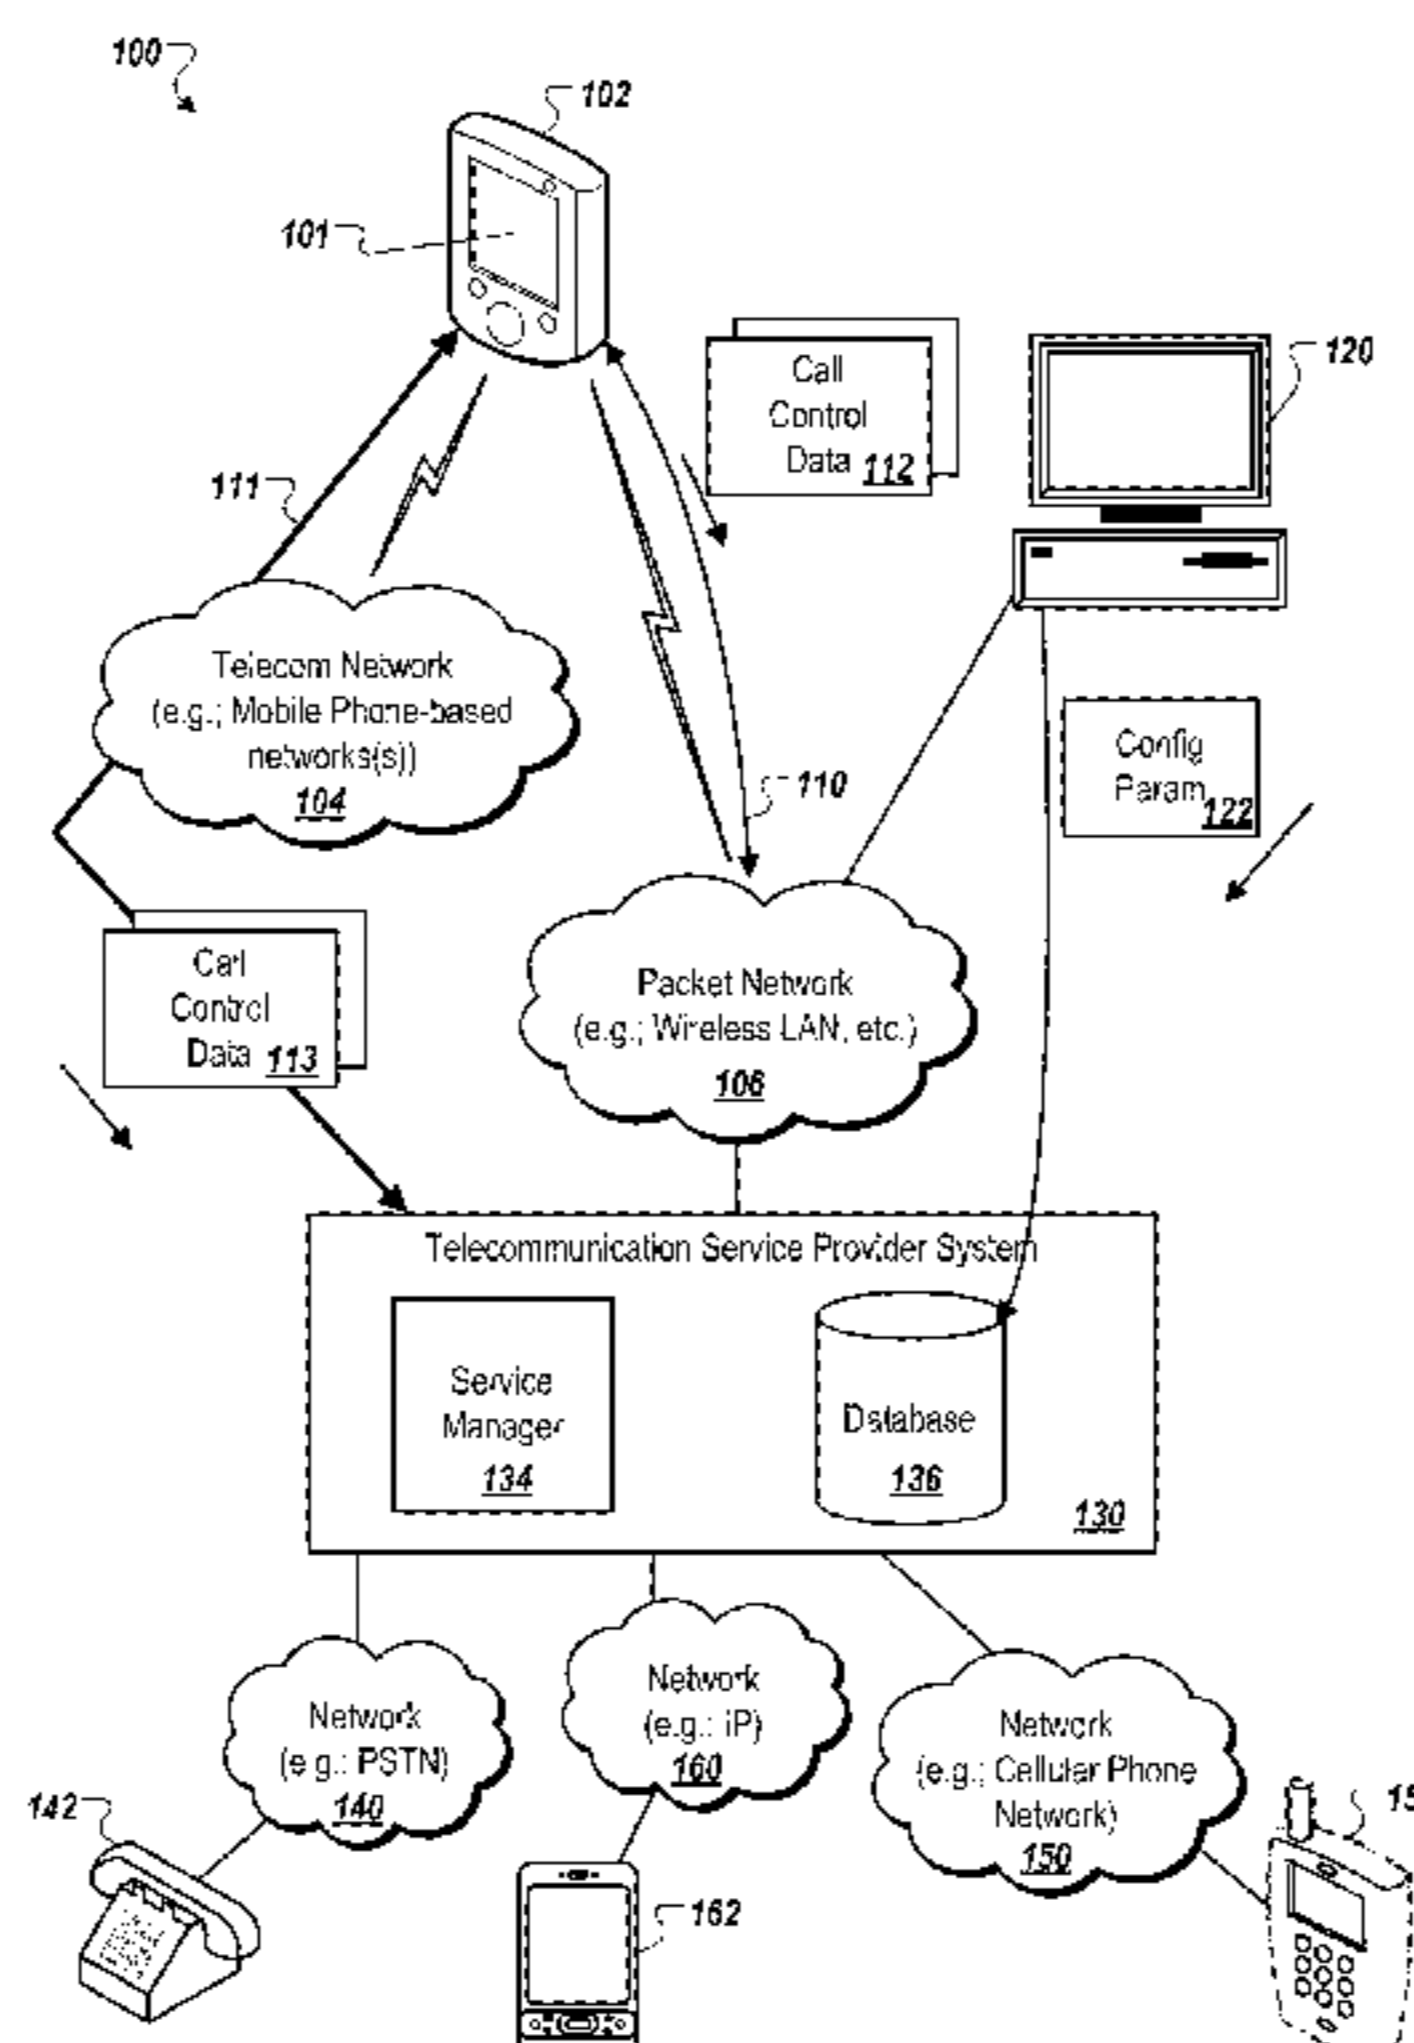 100
102
101
120
Call
Control
Data 112
111
Telecom Network
(e.g.; Mobile Phone-based
networks(s))
104
Config
Param
122
110
Call
Control
Data 113
Packet Network
(e.g.; Wireless LAN, etc.)
106
Telecommunication Service Provider System
Service
Manager
134
Database
136
130
Network
(e.g.; PSTN)
140
Network
(e.g.; IP)
160
Network
(e.g.; Cellular Phone
Network)
150
142
162